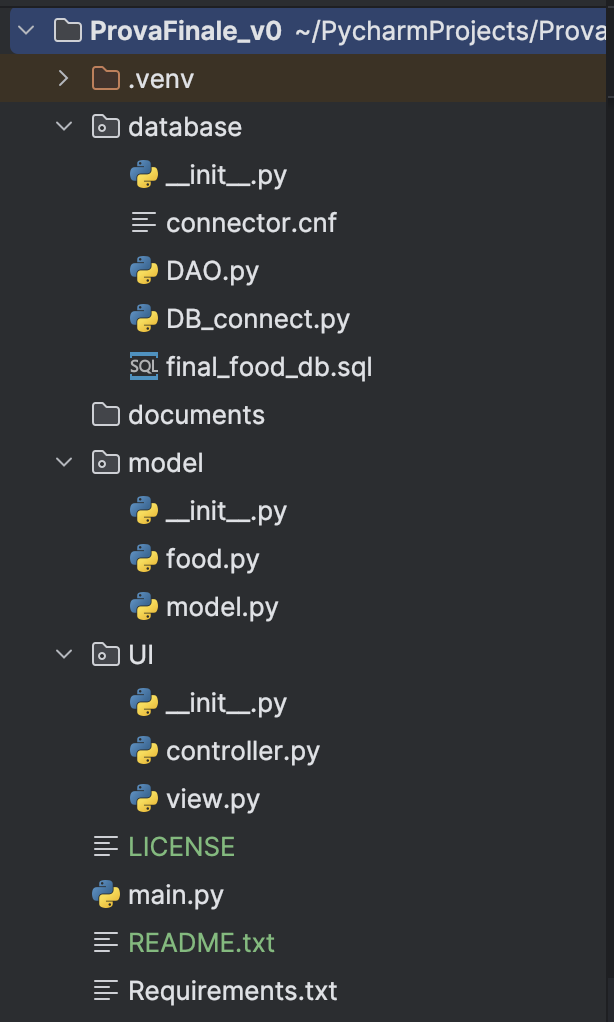 ProvaFinale_v0 ~/PycharmProjects/Prova
.venv
database
__init__.py
connector.cnf
DAO.py
DB_connect.py
SQL final_food_db.sql
documents
model
__init__.py
food.py
model.py
UI
__init__.py
controller.py
view.py
LICENSE
main.py
README.txt
Requirements.txt